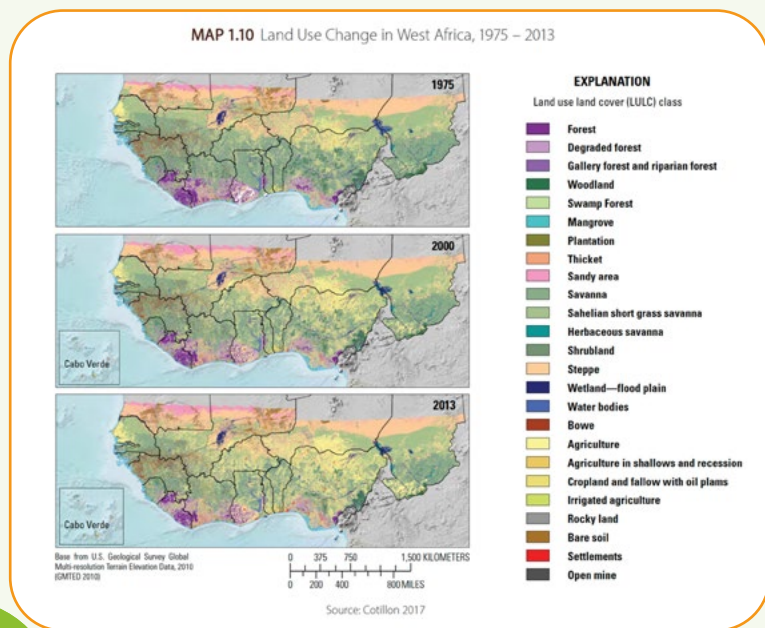 MAP 1.10 Land Use Change in West Africa, 1975 – 2013
1975
2000
Cabo Verde
2013
Cabo Verde
EXPLANATION
Land use land cover (LULC) class
Forest
Degraded forest
Gallery forest and riparian forest
Woodland
Swamp Forest
Mangrove
Plantation
Thicket
Sandy area
Savanna
Sahelian short grass savanna
Herbaceous savanna
Shrubland
Steppe
Wetland—flood plain
Water bodies
Bowe
Agriculture
Agriculture in shallows and recession
Cropland and fallow with oil plams
Irrigated agriculture
Rocky land
Bare soil
Settlements
Open mine
Base from U.S. Geological Survey Global
Multi-resolution Terrain Elevation Data, 2010
(GMTED 2010)
0 375 750 1,500 KILOMETERS
0 200 400 800 MILES
Source: Cotillon 2017